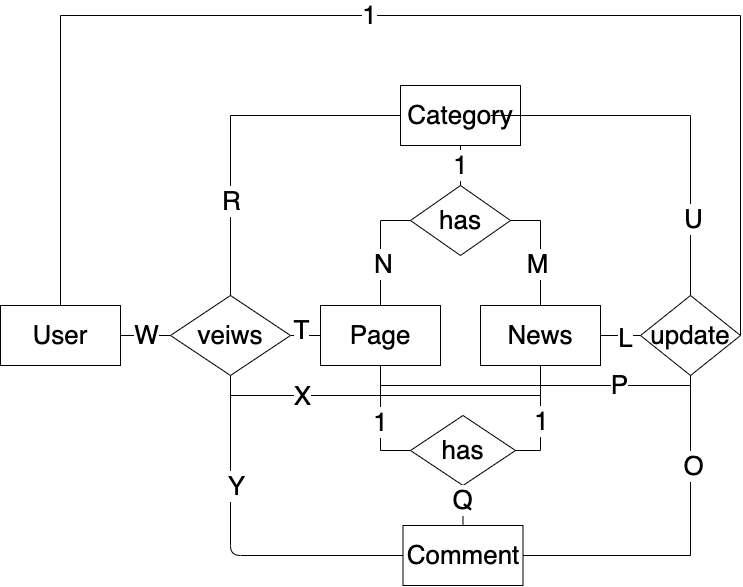 1
Category
1
R
has
U
N
M
User
W
veiws
T
Page
News
L
update
X
P
1
1
has
Y
Q
O
Comment